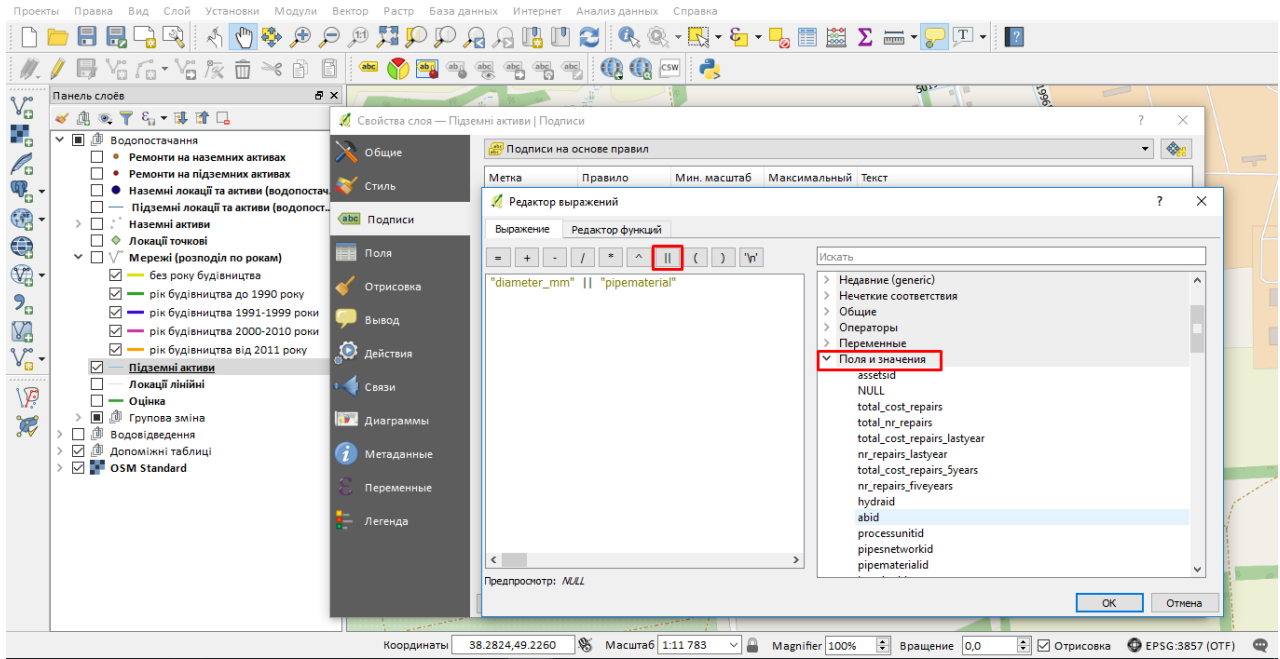 Проекты Правка Вид Слой Установки Модули Вектор Растр База данных Интернет Анализ данных Справка
Панель слоёв
Водопостачання
Ремонти на наземних активах
Ремонти на підземних активах
Наземні локації та активи (водопостач.
Підземні локації та активи (водопост..
Наземні активи
Локації точкові
Мережі (розподіл по рокам)
без року будівництва
рік будівництва до 1990 року
рік будівництва 1991-1999 роки
рік будівництва 2000-2010 роки
рік будівництва від 2011 року
Підземні активи
Локації лінійні
Оцінка
Групова зміна
Водовідведення
Допоміжні таблиці
OSM Standard
Свойства слоя — Підземні активи | Подписи
Общие
Стиль
Подписи
Поля
Отрисовка
Вывод
Действия
Связи
Диаграммы
Метаданные
Переменные
Легенда
Подписи на основе правил
Метка Правило Мин. масштаб Максимальный Текст
Редактор выражений
Выражение Редактор функций
= + - / * ^ || ( ) '\n'
"diameter_mm" || "pipematerial"
Предпросмотр: NULL
Искать
Недавние (generic)
Нечеткие соответствия
Общие
Операторы
Переменные
Поля и значения
assetsid
NULL
total_cost_repairs
total_nr_repairs
total_cost_repairs_lastyear
nr_repairs_lastyear
total_cost_repairs_5years
nr_repairs_fiveyears
hydraid
abid
processunitid
pipesnetworkid
pipematerialid
OK Отмена
Координаты 38.2824,49.2260 Масштаб 1:11 783 Magnifier 100% Вращение 0,0 Отрисовка EPSG:3857 (OTF)